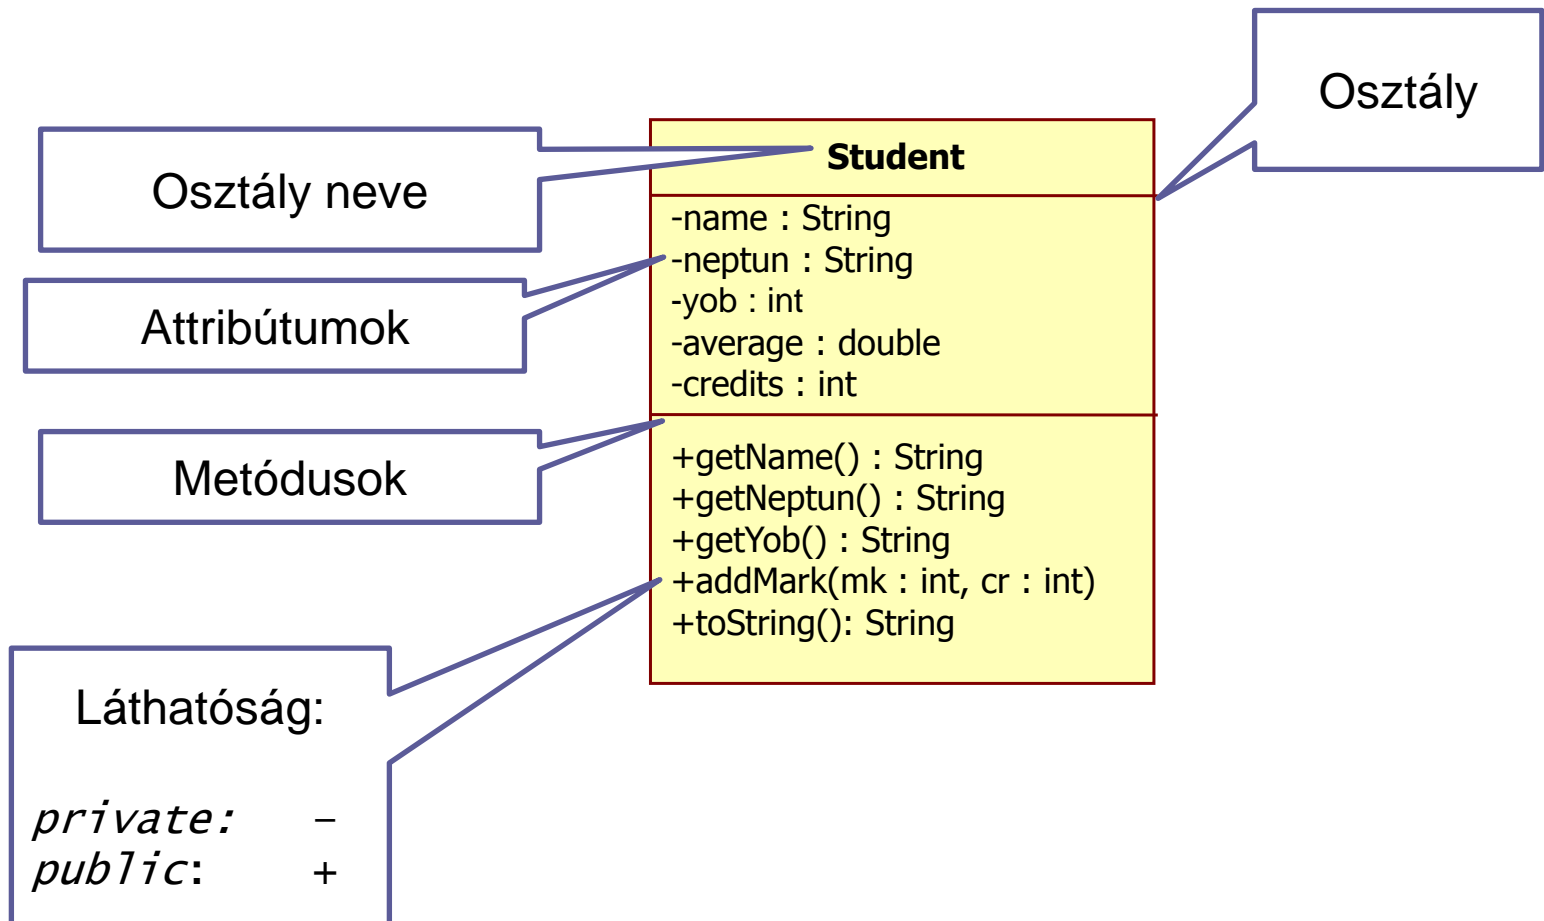 Osztály
Osztály neve
Student
-name : String
-neptun : String
-yob : int
-average : double
-credits : int
Attribútumok
Metódusok
+getName() : String
+getNeptun() : String
+getYob() : String
+addMark(mk : int, cr : int)
+toString(): String
Láthatóság:
private: -
public: +